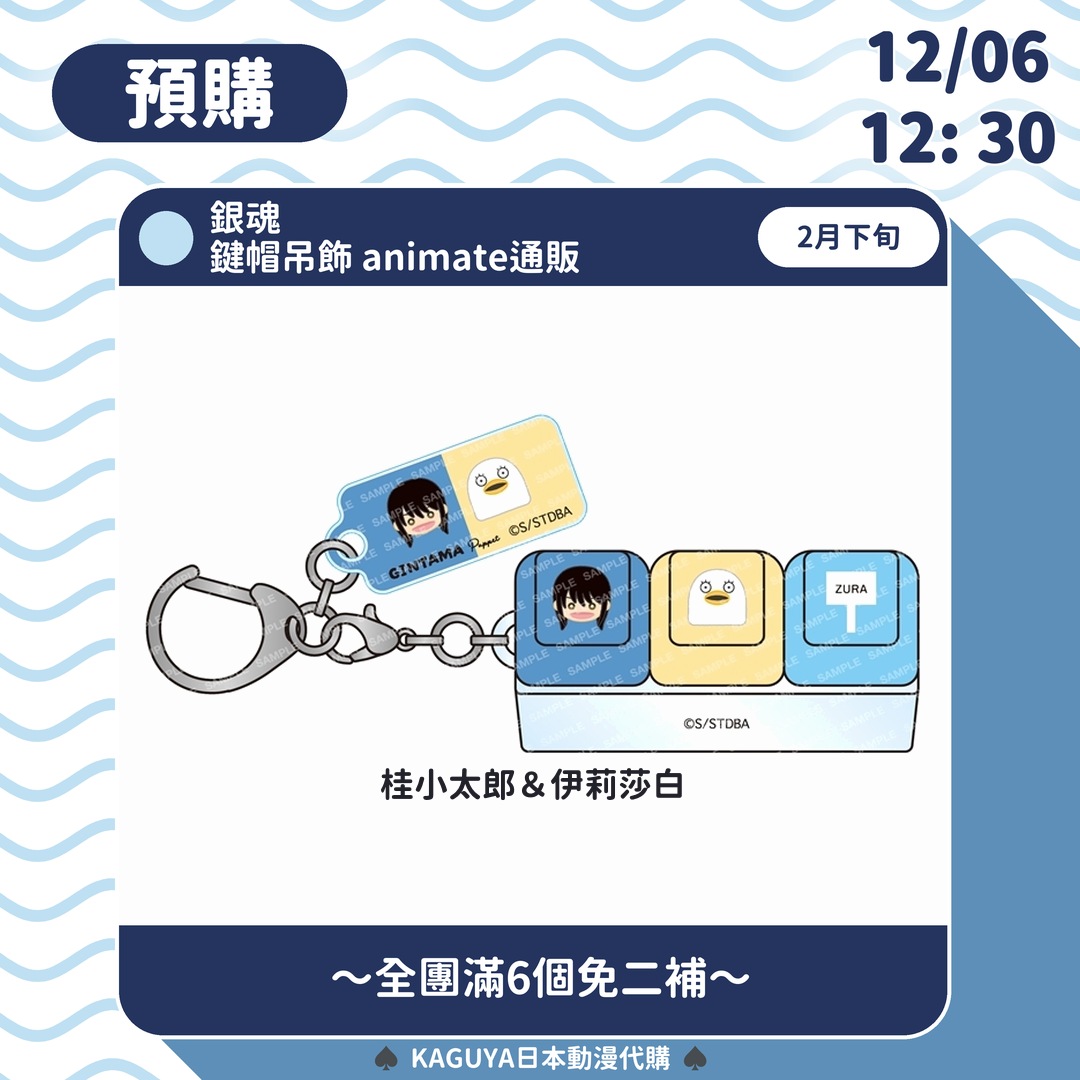 預購
12/06
12: 30
銀魂
鍵帽吊飾 animate通販
2月下旬
GINTAMA Puppet ©S/STDBA
ZURA
©S/STDBA
桂小太郎&伊莉莎白
～全團滿6個免二補～
♠ KAGUYA日本動漫代購 ♠
SAMPLE